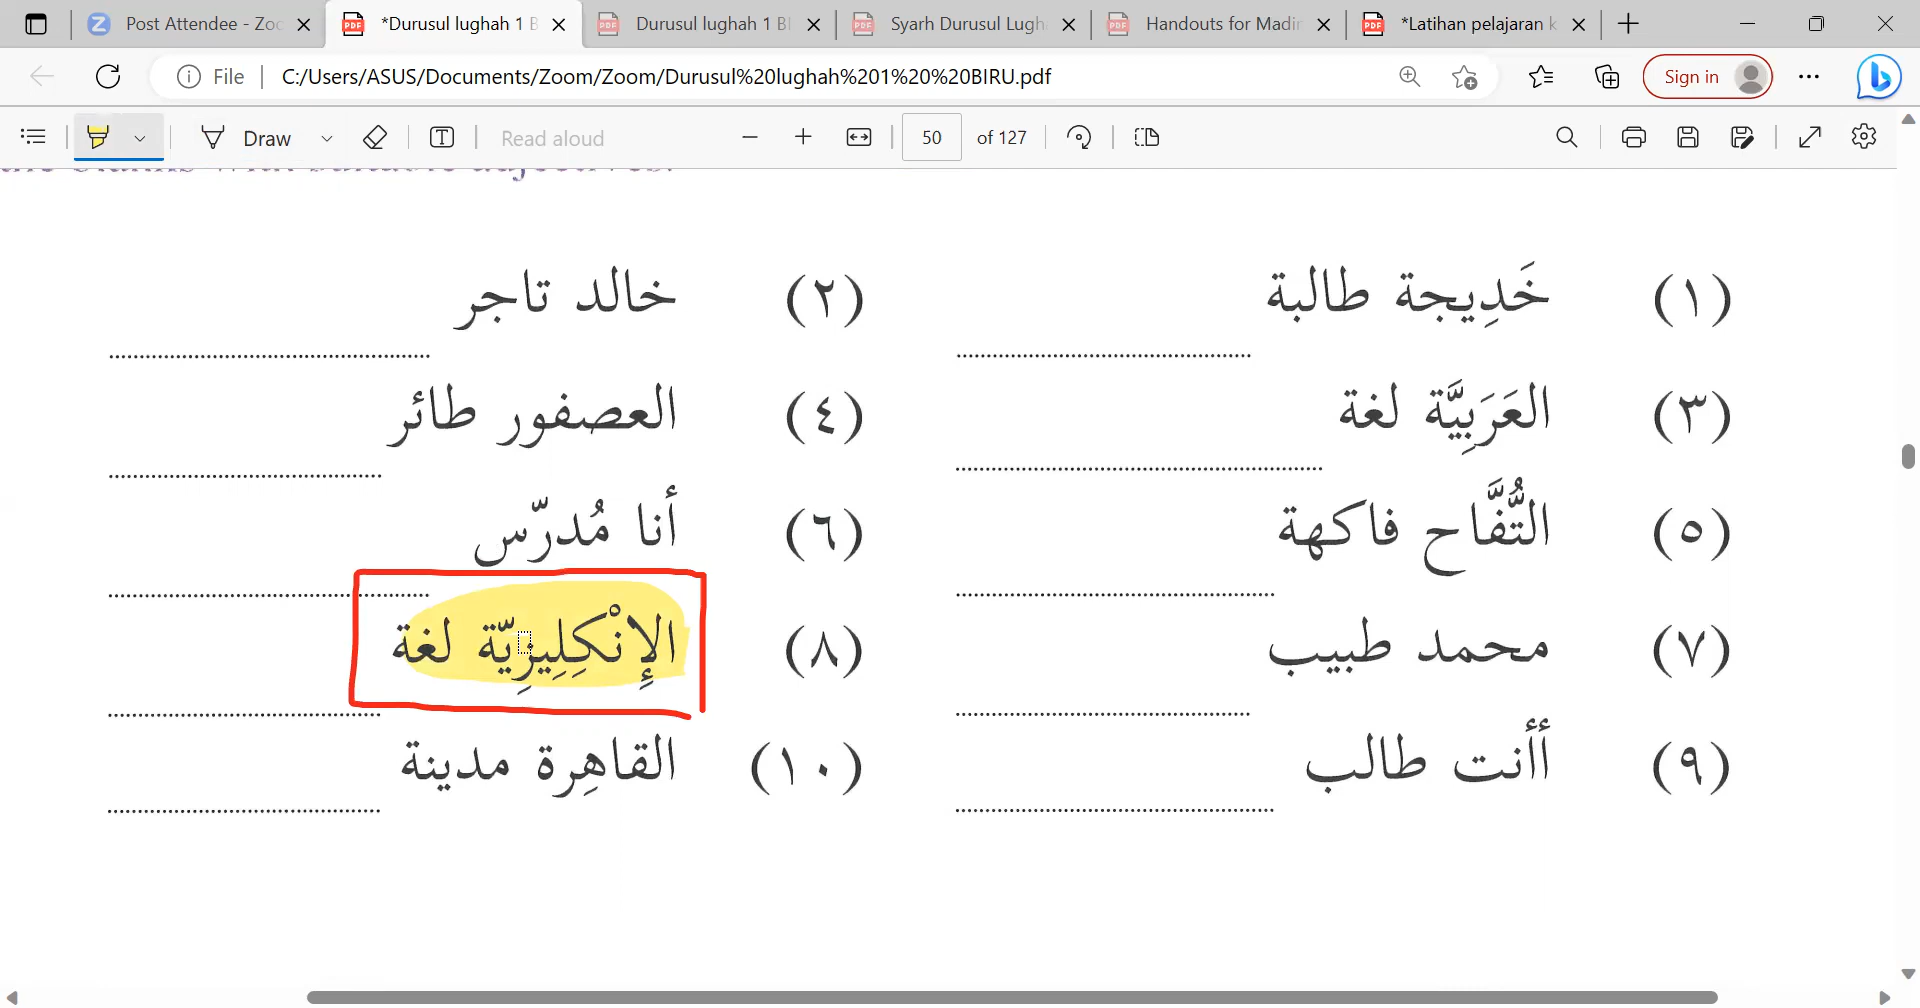 Post Attendee - Zo
*Durusul lughah 1 B
Durusul lughah 1 Bl
Syarh Durusul Lugh
Handouts for Madin
*Latihan pelajaran k
File
C:/Users/ASUS/Documents/Zoom/Zoom/Durusul%20lughah%201%20%20BIRU.pdf
Sign in
Draw
Read aloud
50 of 127
(١) خَدِيجة طالبة ........................
(٢) خالد تاجر ........................
(٣) العَرَبِيَّة لغة ........................
(٤) العصفور طائر ........................
(٥) التُّفَّاح فاكهة ........................
(٦) أنا مُدرّس ........................
(٧) محمد طبيب ........................
(٨) الإِنْكِلِيزِيّة لغة ........................
(٩) أأنت طالب ........................
(١٠) القاهِرة مدينة ........................